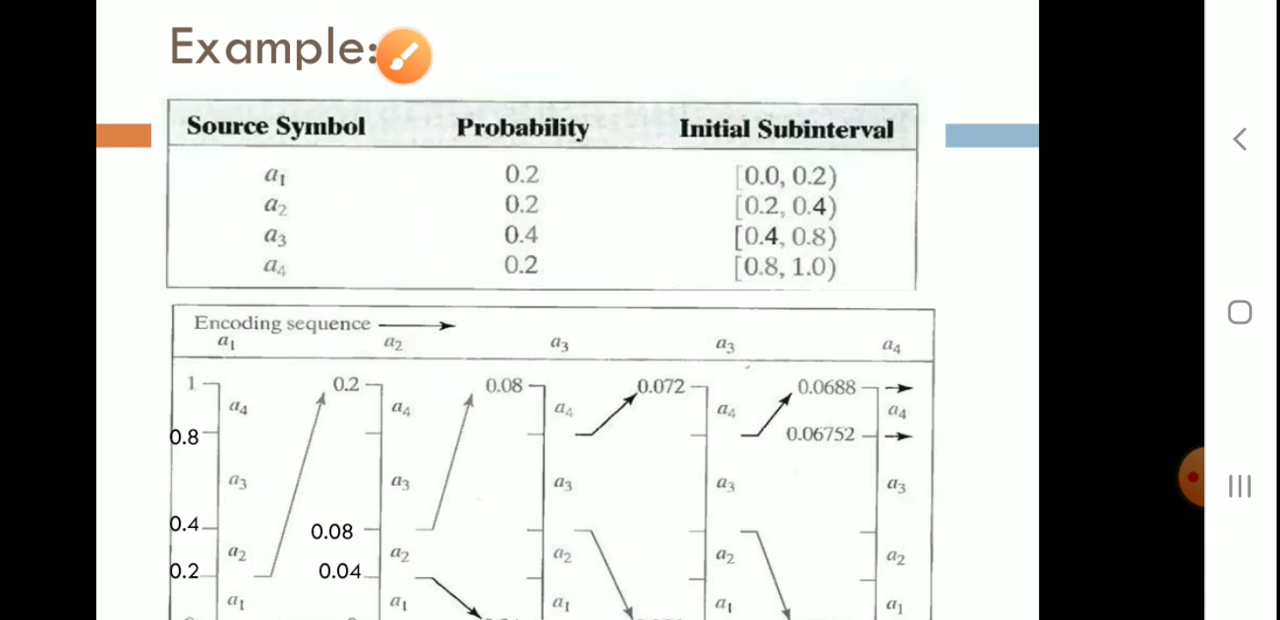 Example:
Source Symbol Probability Initial Subinterval
a1 0.2 [0.0, 0.2)
a2 0.2 [0.2, 0.4)
a3 0.4 [0.4, 0.8)
a4 0.2 [0.8, 1.0)
Encoding sequence
a1 a2 a3 a3 a4
1 0.2 0.08 0.072 0.0688
a4 a4 a4 a4 a4
0.8 0.06752
a3 a3 a3 a3 a3
0.4 0.08
a2 a2 a2 a2 a2
0.2 0.04
a1 a1 a1 a1 a1